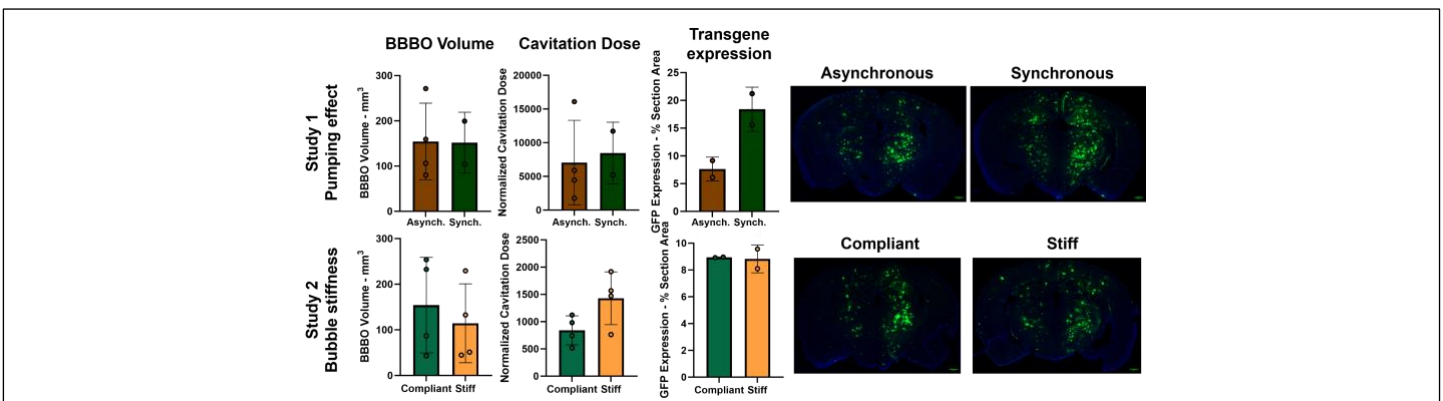 BBBO Volume
Cavitation Dose
Transgene
expression
Study 1
Pumping effect
BBBO Volume - mm³
300
200
100
0
Asynch. Synch.
Normalized Cavitation Dose
20000
15000
10000
5000
0
Asynch. Synch.
GFP Expression - % Section Area
25
20
15
10
5
0
Asynch. Synch.
Asynchronous
Synchronous
Study 2
Bubble stiffness
BBBO Volume - mm³
300
200
100
0
Compliant Stiff
Normalized Cavitation Dose
2500
2000
1500
1000
500
0
Compliant Stiff
GFP Expression - % Section Area
10
8
6
4
2
0
Compliant Stiff
Compliant
Stiff